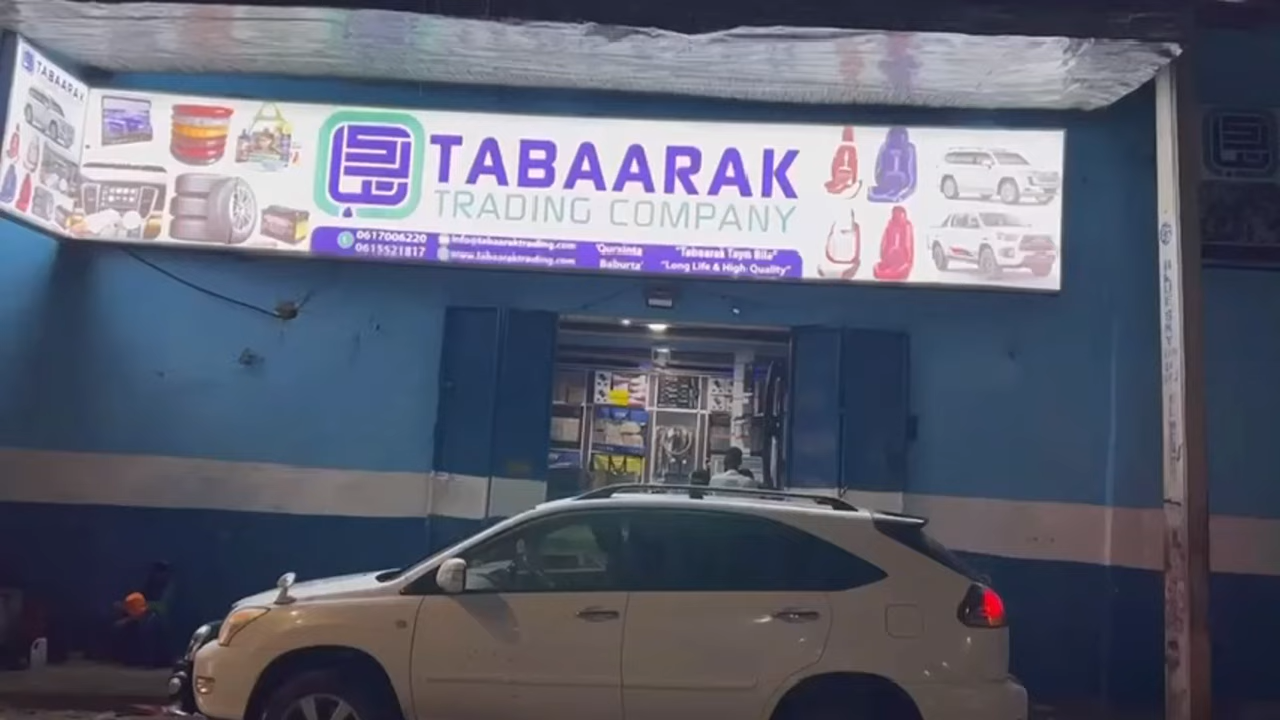 TABAARAK
TABAARAK
TRADING COMPANY
0617006220
0615521817
info@tabaaraktrading.com
www.tabaaraktrading.com
'Qurxinta
Baburta'
"Tabaarak Taym Bila"
"Long Life & High Quality"